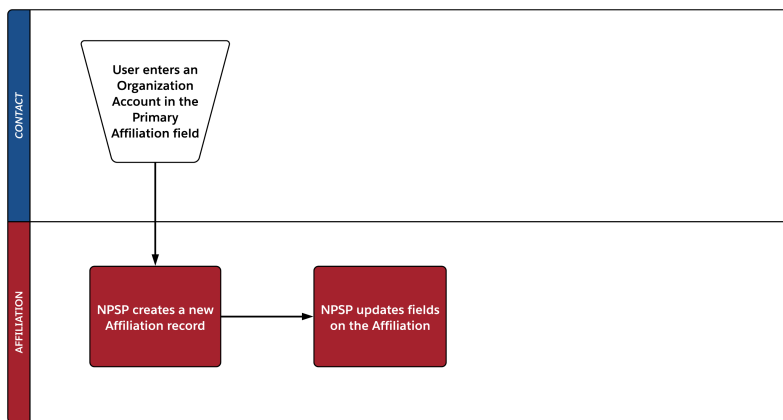 CONTACT
User enters an
Organization
Account in the
Primary
Affiliation field
AFFILIATION
NPSP creates a new
Affiliation record
NPSP updates fields
on the Affiliation